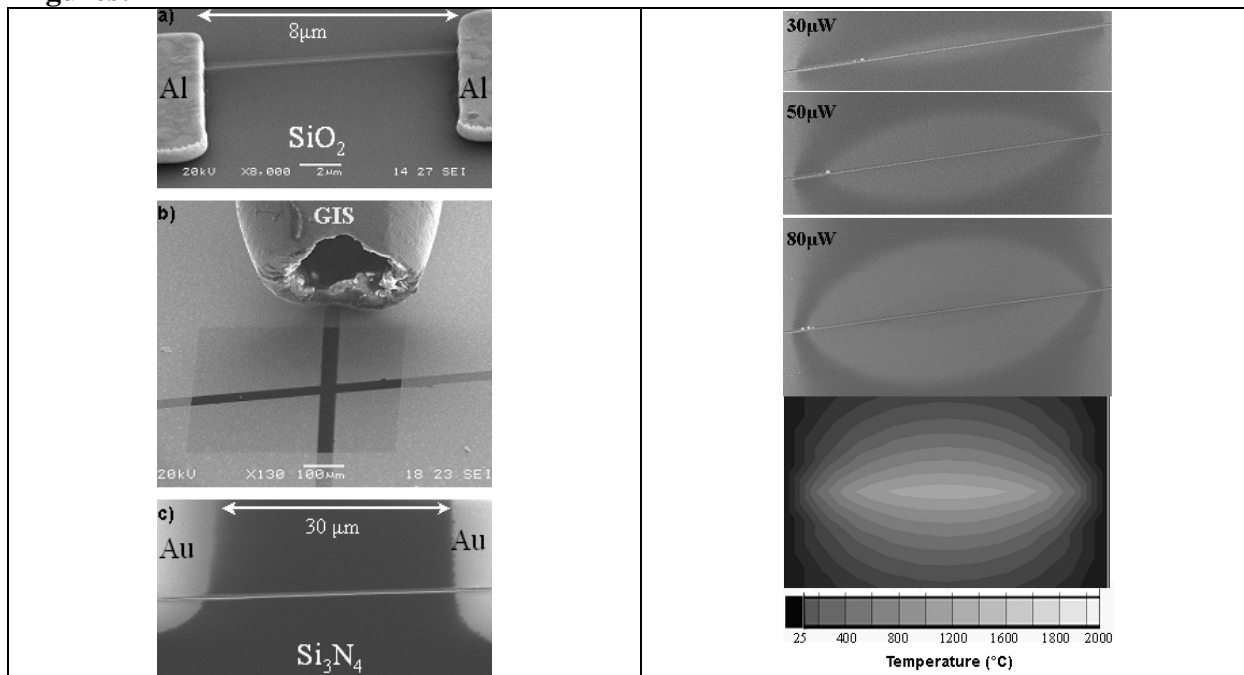 a)
8μm
Al
Al
SiO2
20kV X8,000 2μm 14 27 SEI
b)
GIS
20kV X130 100μm 18 23 SEI
c)
30 μm
Au
Au
Si3N4
30μW
50μW
80μW
25 400 800 1200 1600 1800 2000
Temperature (°C)